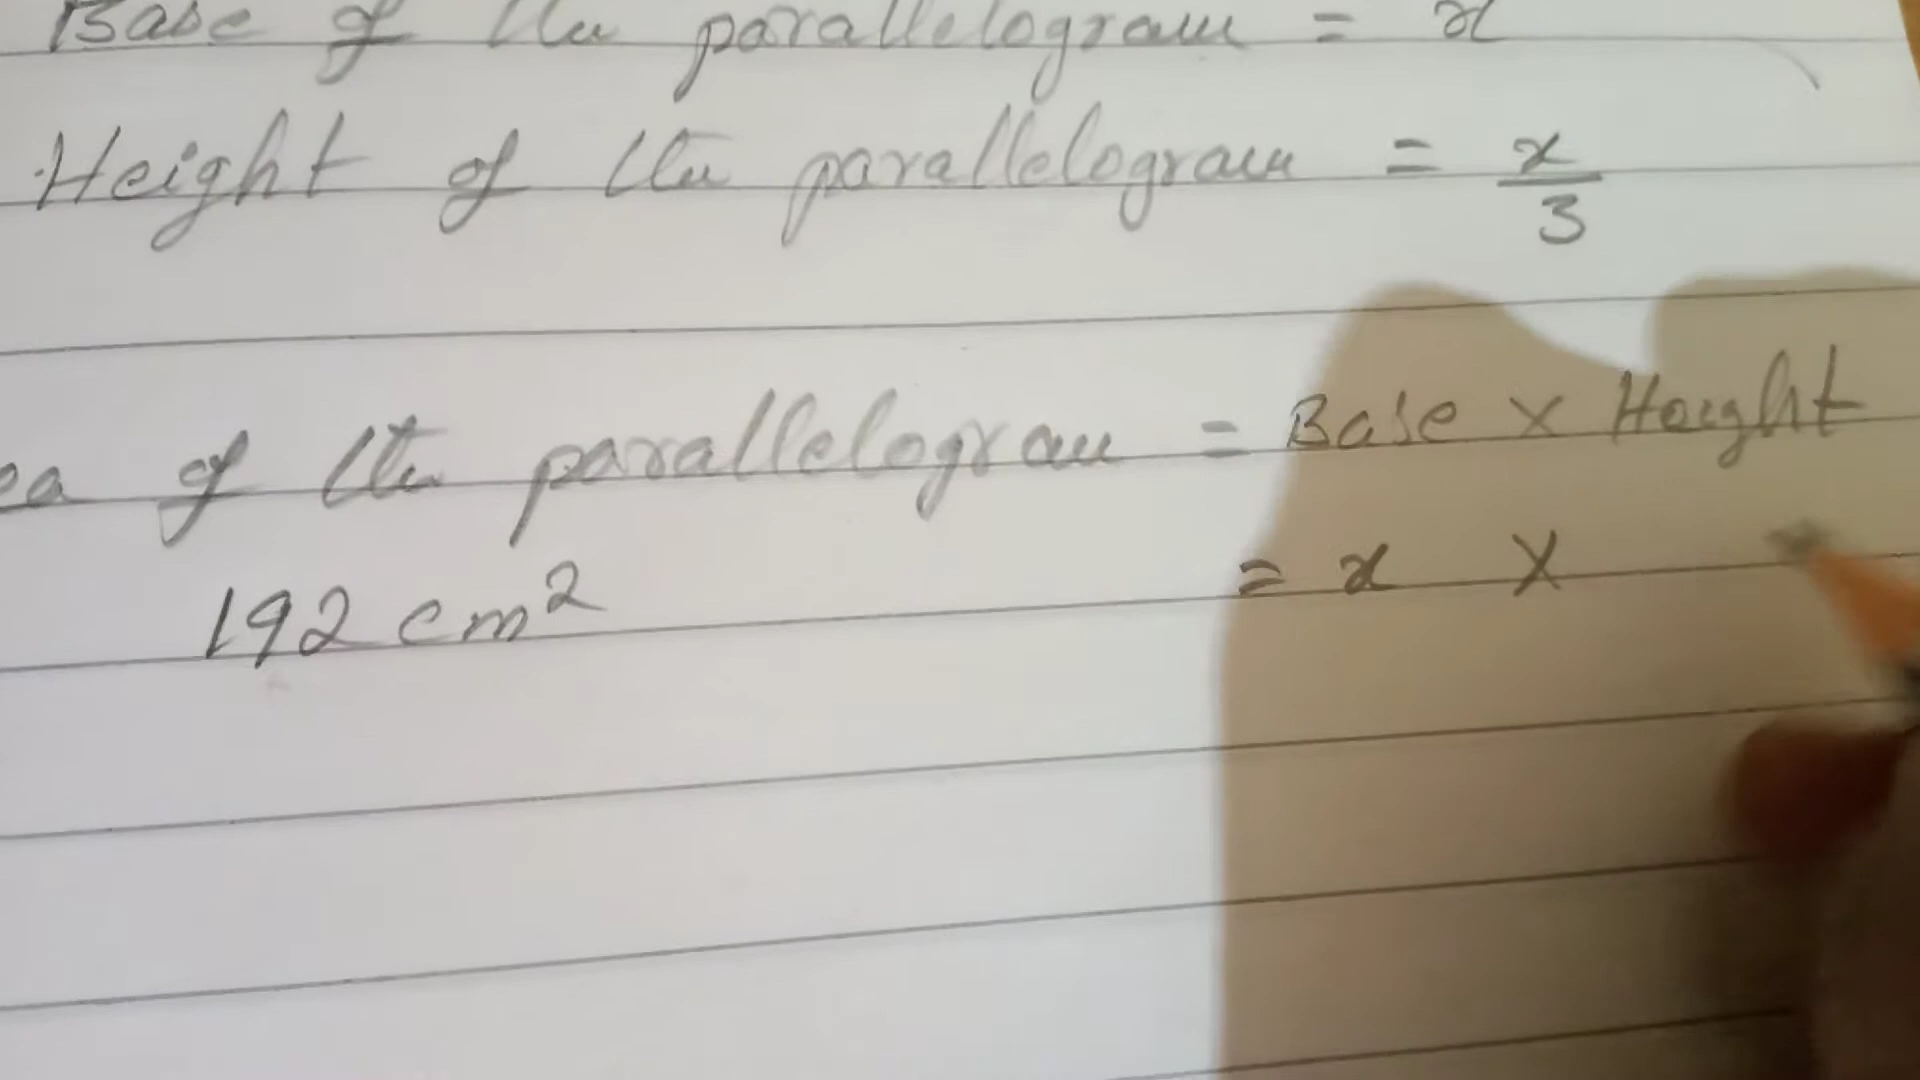 Base of the parallelogram = x
Height of the parallelogram = x/3
ea of the parallelogram = Base × Height
192 cm² = x ×